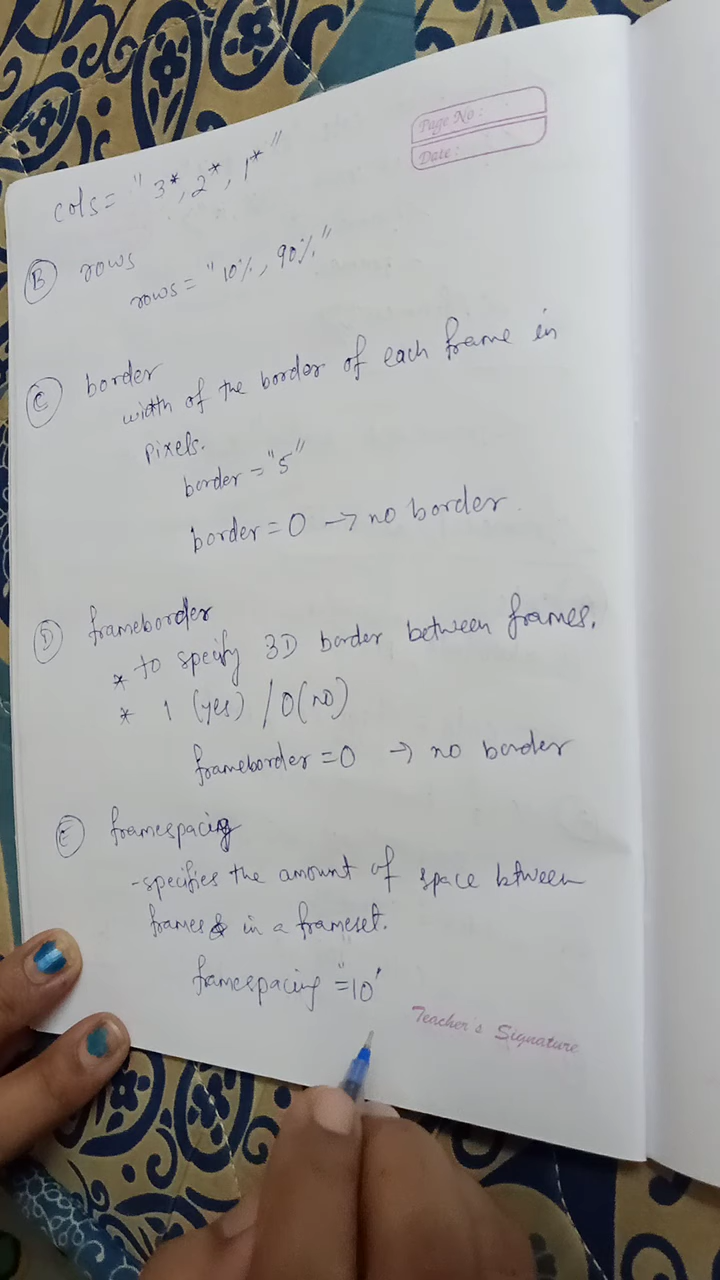 Page No :
Date :
cols = "3*, 2*, 1*"
B rows
rows = "10%, 90%"
C border
width of the border of each frame in
pixels.
border = "5"
border = 0 → no border.
D frameborder
* to specify 3D border between frames.
* 1 (yes) / 0(no)
frameborder = 0 → no border
E framespacing
- specifies the amount of space btween
frames in a frameset.
framespacing = "10'
Teacher's Signature